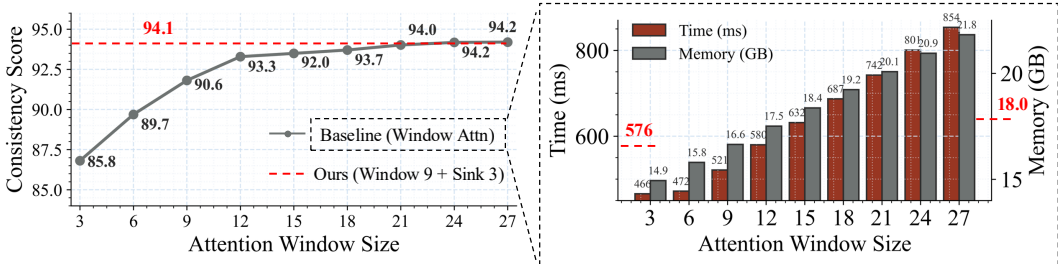 95.0
92.5
90.0
87.5
85.0
Consistency Score
94.1
85.8
89.7
90.6
93.3
92.0
93.7
94.0
94.2
94.2
Baseline (Window Attn)
Ours (Window 9 + Sink 3)
3 6 9 12 15 18 21 24 27
Attention Window Size
Time (ms)
Memory (GB)
800
600
Time (ms)
576
466 14.9
472 15.8
521 16.6
580 17.5
632 18.4
687 19.2
742 20.1
801 20.9
854 21.8
20
18.0
15
Memory (GB)
3 6 9 12 15 18 21 24 27
Attention Window Size